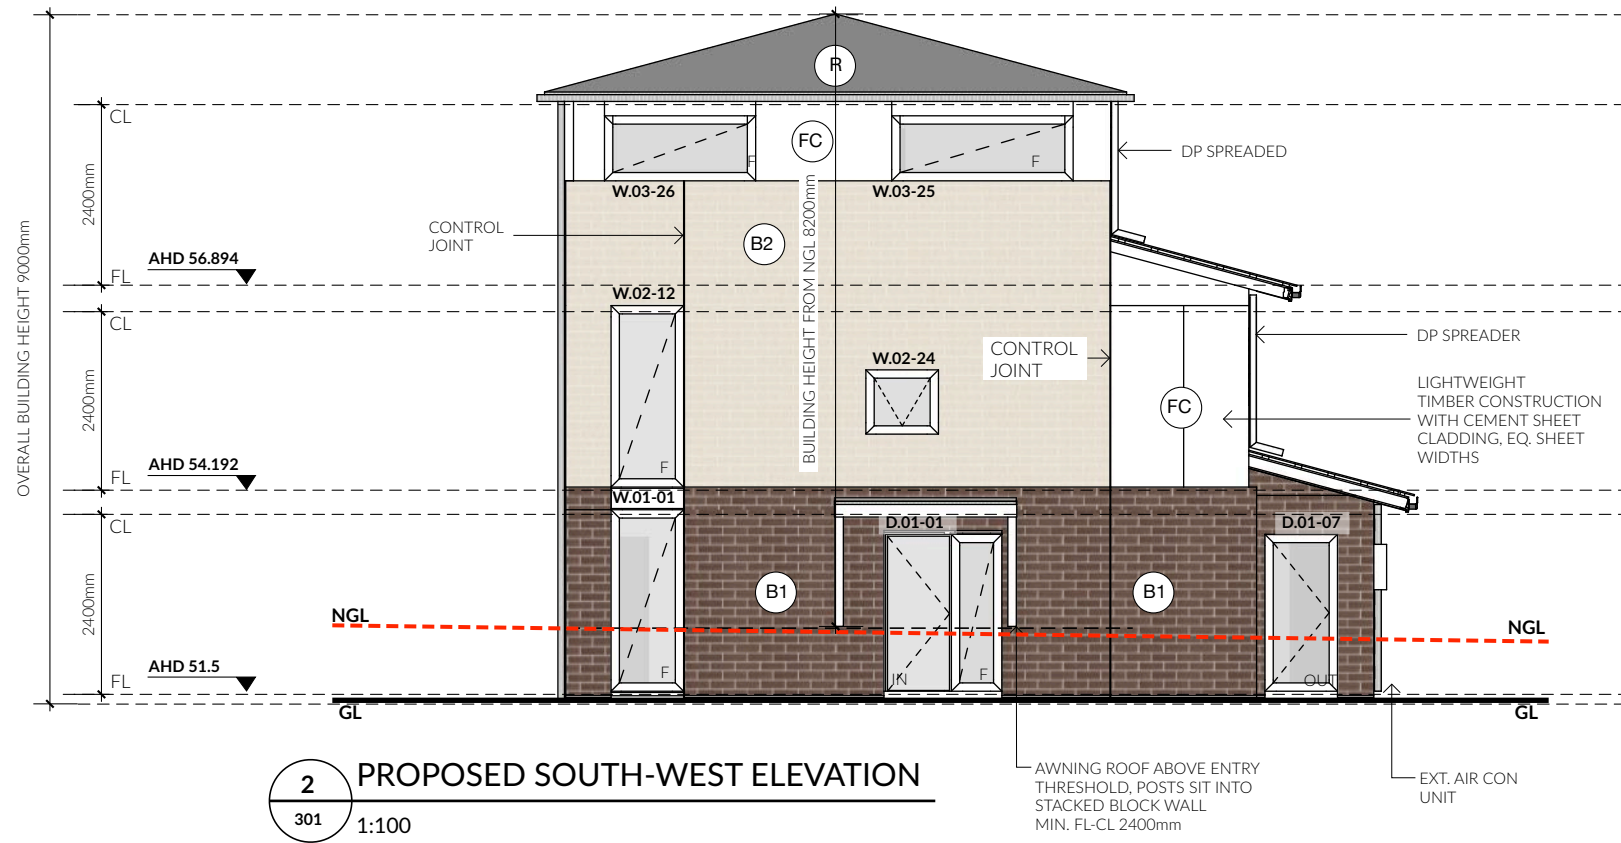 R
CL
FC
F
F
DP SPREADED
2400mm
W.03-26
W.03-25
CONTROL
JOINT
B2
OVERALL BUILDING HEIGHT 9000mm
BUILDING HEIGHT FROM NGL 8200mm
AHD 56.894
FL
W.02-12
CL
DP SPREADER
CONTROL
JOINT
W.02-24
2400mm
FC
LIGHTWEIGHT
TIMBER CONSTRUCTION
WITH CEMENT SHEET
CLADDING, EQ. SHEET
WIDTHS
AHD 54.192
FL
F
W.01-01
CL
D.01-01
D.01-07
2400mm
B1
B1
NGL
NGL
AHD 51.5
FL
F
IN
F
OUT
GL
GL
2
301
PROPOSED SOUTH-WEST ELEVATION
1:100
AWNING ROOF ABOVE ENTRY
THRESHOLD, POSTS SIT INTO
STACKED BLOCK WALL
MIN. FL-CL 2400mm
EXT. AIR CON
UNIT